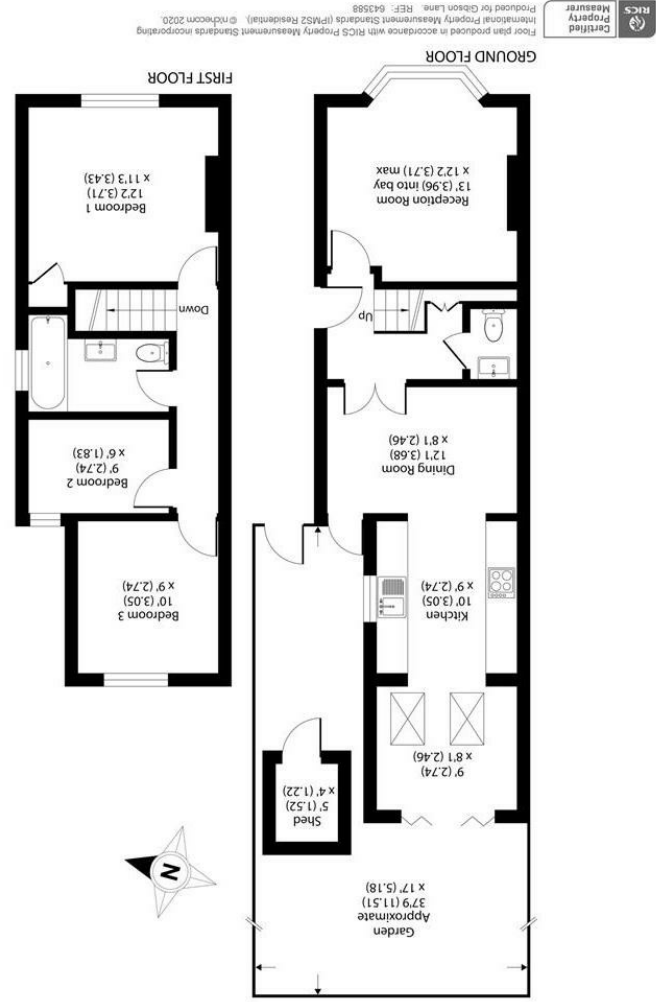 Garden
Approximate
37'9 (11.51)
x 17' (5.18)
N
Shed
5' (1.52)
x 4' (1.22)
9' (2.74)
x 8'1 (2.46)
Kitchen
10' (3.05)
x 9' (2.74)
Dining Room
12'1 (3.68)
x 8'1 (2.46)
Up
Reception Room
13' (3.96) into bay
x 12'2 (3.71) max
GROUND FLOOR
Bedroom 3
10' (3.05)
x 9' (2.74)
Bedroom 2
9' (2.74)
x 6' (1.83)
Down
Bedroom 1
12'2 (3.71)
x 11'3 (3.43)
FIRST FLOOR
RICS
Certified
Property
Measurer
Floor plan produced in accordance with RICS Property Measurement Standards incorporating
International Property Measurement Standards (IPMS2 Residential). ©nichecom 2020.
Produced for Gibson Lane. REF: 643588